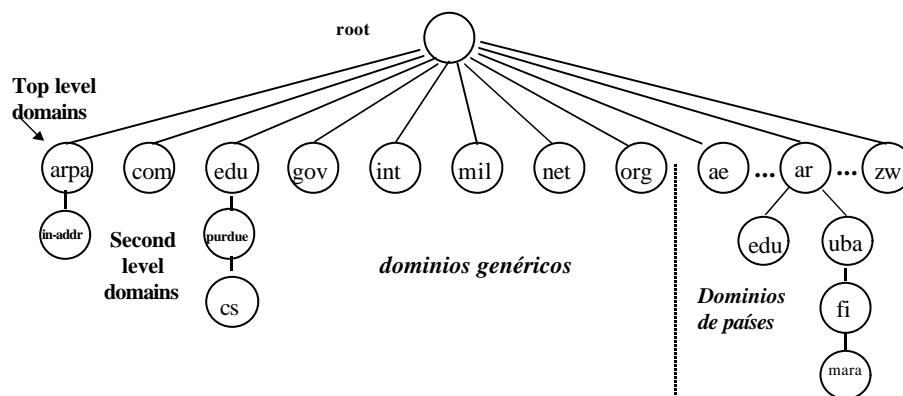 root
Top level
domains
arpa com edu gov int mil net org ae ... ar ... zw
in-addr
Second
level
domains
purdue
dominios genéricos
edu uba
cs
Dominios
de países
fi
mara